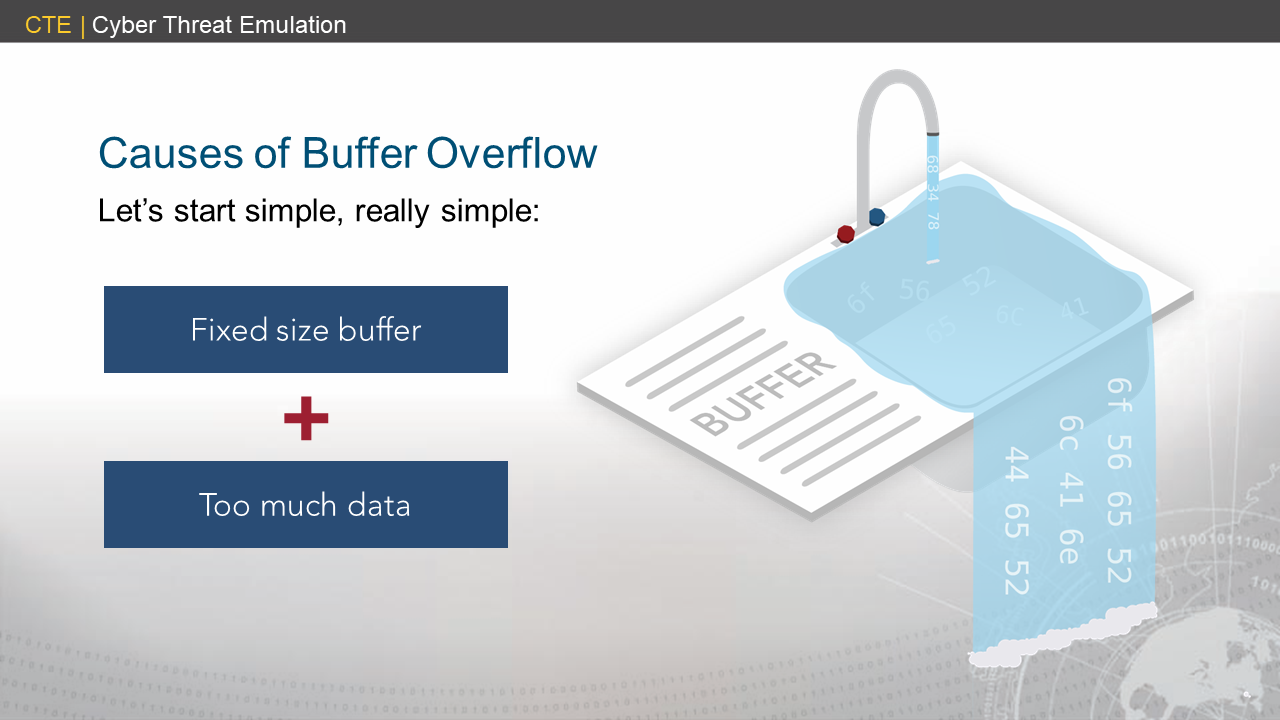 CTE | Cyber Threat Emulation
Causes of Buffer Overflow
Let's start simple, really simple:
Fixed size buffer
+
Too much data
BUFFER
68 34 78
6f 56 52
65 6C 41
6f 56 65 52
6c 41 6e
44 65 52